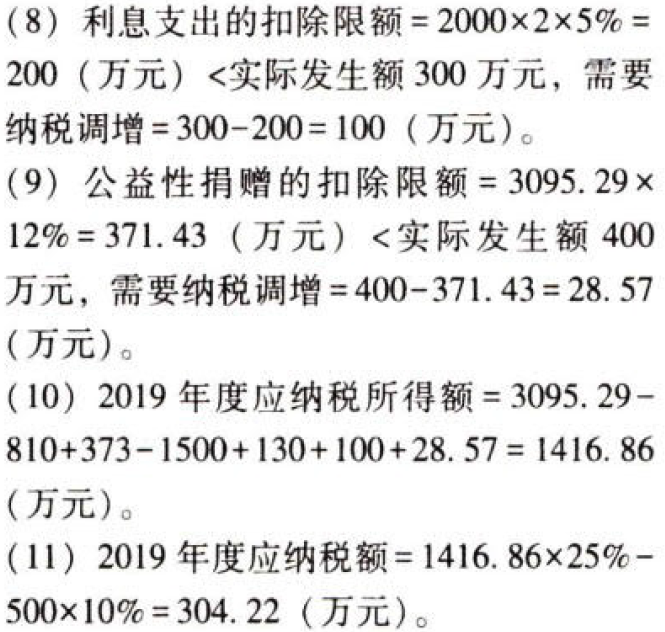 (8) 利息支出的扣除限额=2000×2×5%=
200（万元）<实际发生额 300 万元，需要
纳税调增=300-200=100（万元）。
(9) 公益性捐赠的扣除限额=3095.29×
12%=371.43（万元）<实际发生额 400
万元，需要纳税调增=400-371.43=28.57
（万元）。
(10) 2019 年度应纳税所得额=3095.29-
810+373-1500+130+100+28.57=1416.86
（万元）。
(11) 2019 年度应纳税额=1416.86×25%-
500×10%=304.22（万元）。